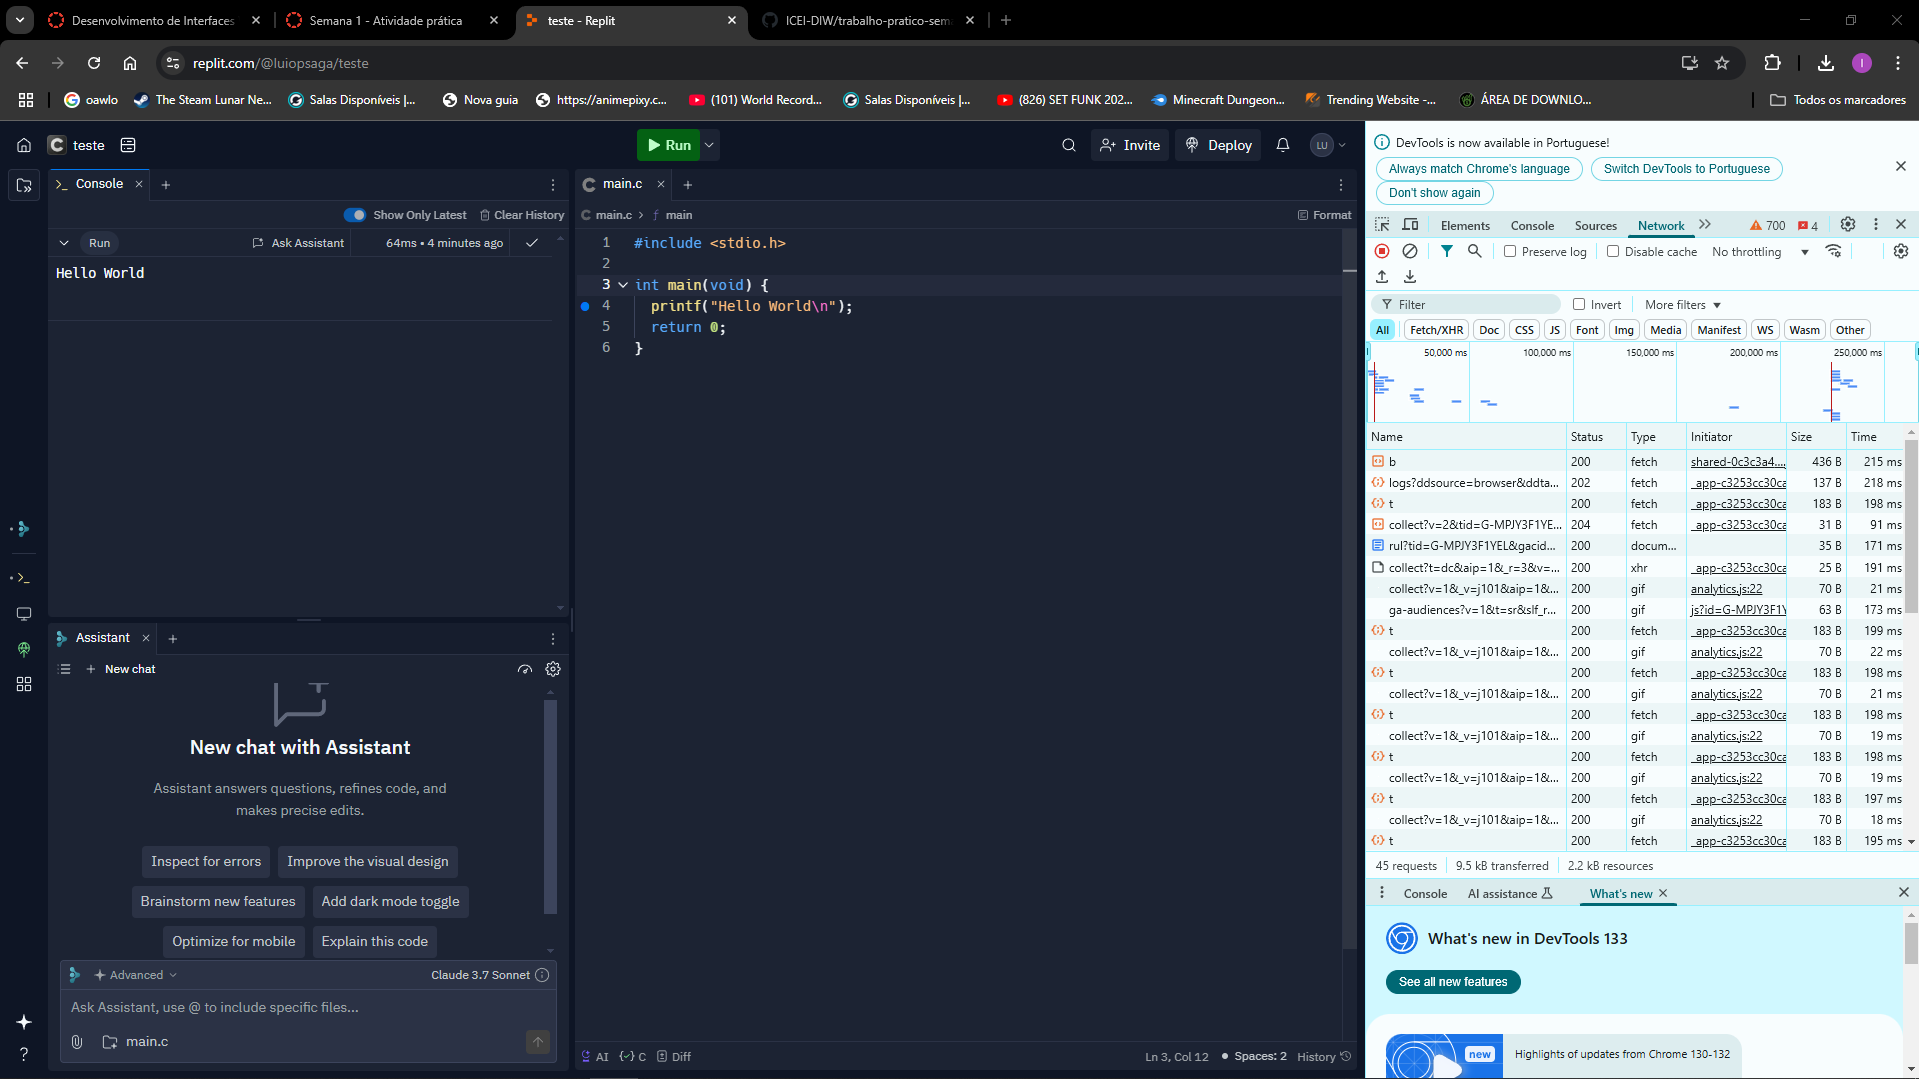 Desenvolvimento de Interfaces
Semana 1 - Atividade prática
teste - Replit
ICEI-DIW/trabalho-pratico-sem
replit.com/@luiopsaga/teste
oawlo
The Steam Lunar Ne...
Salas Disponíveis |...
Nova guia
https://animepixy.c...
(101) World Record...
Salas Disponíveis |...
(826) SET FUNK 202...
Minecraft Dungeon...
Trending Website -...
ÁREA DE DOWNLO...
Todos os marcadores
teste
Run
Invite
Deploy
LU
Console
Show Only Latest
Clear History
Run
Ask Assistant
64ms • 4 minutes ago
Hello World
Assistant
New chat
New chat with Assistant
Assistant answers questions, refines code, and
makes precise edits.
Inspect for errors
Improve the visual design
Brainstorm new features
Add dark mode toggle
Optimize for mobile
Explain this code
Advanced
Claude 3.7 Sonnet
Ask Assistant, use @ to include specific files...
main.c
main.c
main.c > f main
Format
1 #include <stdio.h>
2
3 int main(void) {
4 printf("Hello World\n");
5 return 0;
6 }
AI
C
Diff
Ln 3, Col 12
Spaces: 2
History
DevTools is now available in Portuguese!
Always match Chrome's language
Switch DevTools to Portuguese
Don't show again
Elements
Console
Sources
Network
700
4
Preserve log
Disable cache
No throttling
Filter
Invert
More filters
All
Fetch/XHR
Doc
CSS
JS
Font
Img
Media
Manifest
WS
Wasm
Other
50,000 ms
100,000 ms
150,000 ms
200,000 ms
250,000 ms
Name Status Type Initiator Size Time
b 200 fetch shared-0c3c3a4.... 436 B 215 ms
logs?ddsource=browser&ddta... 202 fetch _app-c3253cc30ca 137 B 218 ms
t 200 fetch _app-c3253cc30ca 183 B 198 ms
collect?v=2&tid=G-MPJY3F1YE... 204 fetch _app-c3253cc30ca 31 B 91 ms
rul?tid=G-MPJY3F1YEL&gacid... 200 docum... 35 B 171 ms
collect?t=dc&aip=1&_r=3&v=... 200 xhr _app-c3253cc30ca 25 B 191 ms
collect?v=1&_v=j101&aip=1&... 200 gif analytics.js:22 70 B 21 ms
ga-audiences?v=1&t=sr&slf_r... 200 gif js?id=G-MPJY3F1Y 63 B 173 ms
t 200 fetch _app-c3253cc30ca 183 B 199 ms
collect?v=1&_v=j101&aip=1&... 200 gif analytics.js:22 70 B 22 ms
t 200 fetch _app-c3253cc30ca 183 B 198 ms
collect?v=1&_v=j101&aip=1&... 200 gif analytics.js:22 70 B 21 ms
t 200 fetch _app-c3253cc30ca 183 B 198 ms
collect?v=1&_v=j101&aip=1&... 200 gif analytics.js:22 70 B 19 ms
t 200 fetch _app-c3253cc30ca 183 B 198 ms
collect?v=1&_v=j101&aip=1&... 200 gif analytics.js:22 70 B 19 ms
t 200 fetch _app-c3253cc30ca 183 B 197 ms
collect?v=1&_v=j101&aip=1&... 200 gif analytics.js:22 70 B 18 ms
t 200 fetch _app-c3253cc30ca 183 B 195 ms
45 requests
9.5 kB transferred
2.2 kB resources
Console
AI assistance
What's new
What's new in DevTools 133
See all new features
new
Highlights of updates from Chrome 130-132